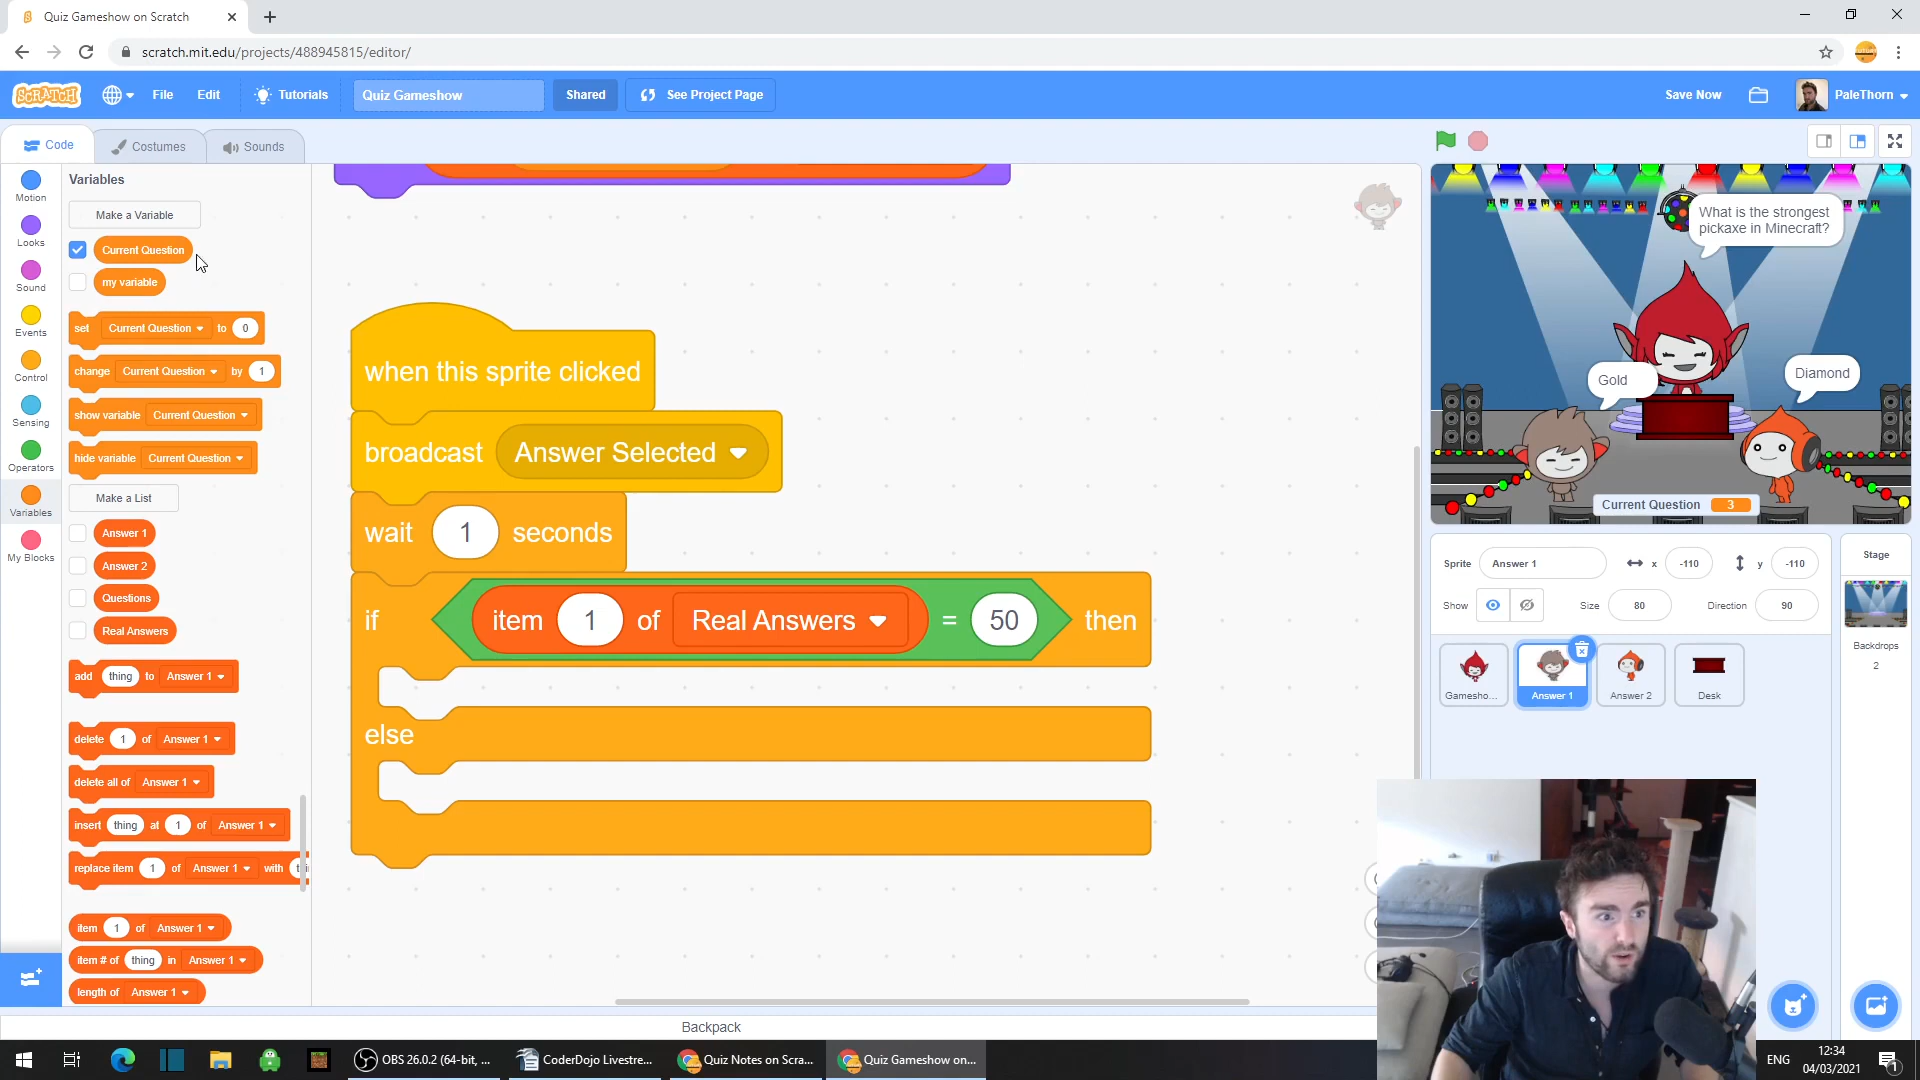 Quiz Gameshow on Scratch
scratch.mit.edu/projects/488945815/editor/
SCRATCH
File
Edit
Tutorials
Quiz Gameshow
Shared
See Project Page
Save Now
PaleThorn
Code
Costumes
Sounds
Motion
Looks
Sound
Events
Control
Sensing
Operators
Variables
My Blocks
Variables
Make a Variable
Current Question
my variable
set Current Question to 0
change Current Question by 1
show variable Current Question
hide variable Current Question
Make a List
Answer 1
Answer 2
Questions
Real Answers
add thing to Answer 1
delete 1 of Answer 1
delete all of Answer 1
insert thing at 1 of Answer 1
replace item 1 of Answer 1 with
item 1 of Answer 1
item # of thing in Answer 1
length of Answer 1
when this sprite clicked
broadcast Answer Selected
wait 1 seconds
if item 1 of Real Answers = 50 then
else
What is the strongest
pickaxe in Minecraft?
Gold
Diamond
Current Question 3
Sprite Answer 1 x -110 y -110
Show Size 80 Direction 90
Gamesho...
Answer 1
Answer 2
Desk
Stage
Backdrops
2
Backpack
OBS 26.0.2 (64-bit, ...
CoderDojo Livestre...
Quiz Notes on Scra...
Quiz Gameshow on...
ENG
12:34
04/03/2021
1